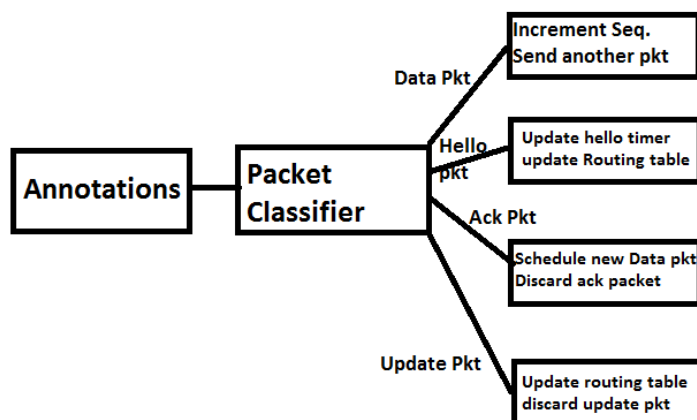 Increment Seq.
Send another pkt
Data Pkt
Hello
pkt
Update hello timer
update Routing table
Annotations
Packet
Classifier
Ack Pkt
Schedule new Data pkt
Discard ack packet
Update Pkt
Update routing table
discard update pkt